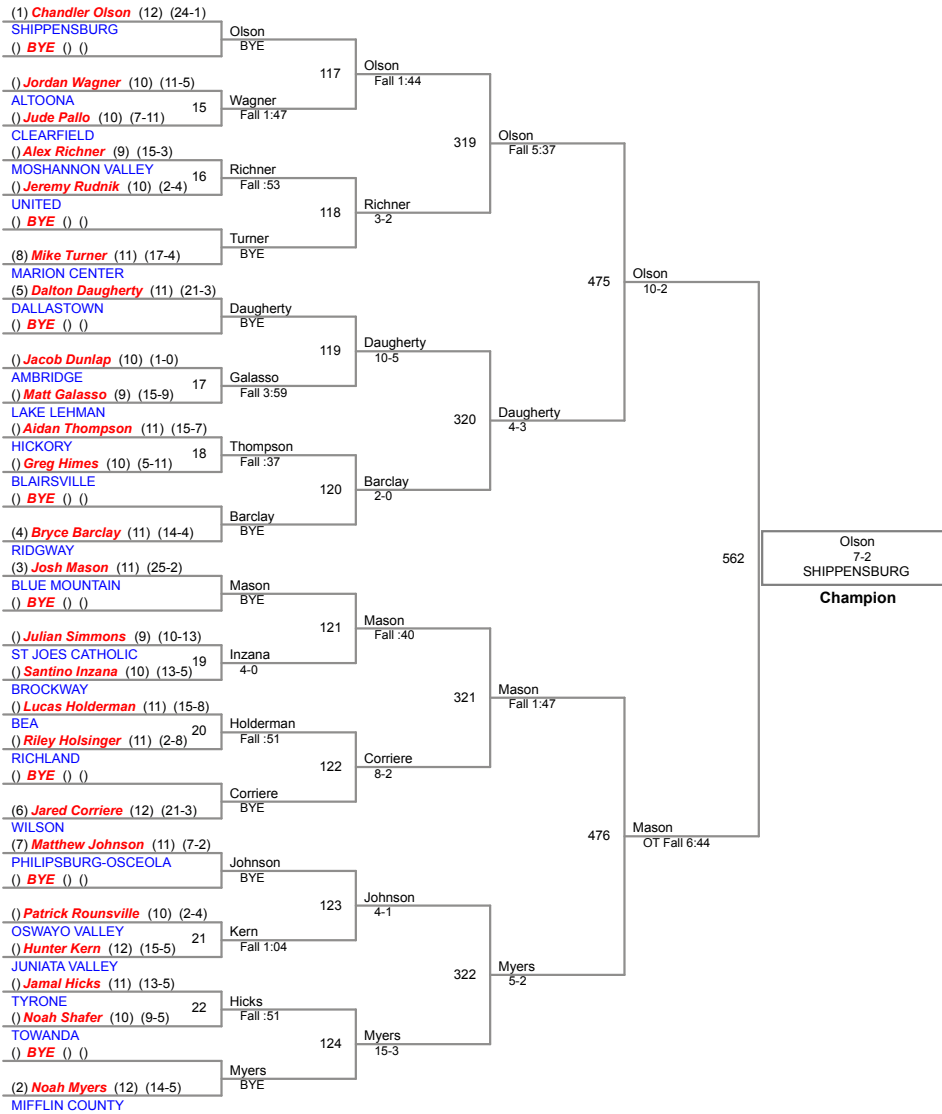 (1) Chandler Olson (12) (24-1)
SHIPPENSBURG
() BYE () ()
() Jordan Wagner (10) (11-5)
ALTOONA
() Jude Pallo (10) (7-11)
CLEARFIELD
() Alex Richner (9) (15-3)
MOSHANNON VALLEY
() Jeremy Rudnik (10) (2-4)
UNITED
() BYE () ()
(8) Mike Turner (11) (17-4)
MARION CENTER
(5) Dalton Daugherty (11) (21-3)
DALLASTOWN
() BYE () ()
() Jacob Dunlap (10) (1-0)
AMBRIDGE
() Matt Galasso (9) (15-9)
LAKE LEHMAN
() Aidan Thompson (11) (15-7)
HICKORY
() Greg Himes (10) (5-11)
BLAIRSVILLE
() BYE () ()
(4) Bryce Barclay (11) (14-4)
RIDGWAY
(3) Josh Mason (11) (25-2)
BLUE MOUNTAIN
() BYE () ()
() Julian Simmons (9) (10-13)
ST JOES CATHOLIC
() Santino Inzana (10) (13-5)
BROCKWAY
() Lucas Holderman (11) (15-8)
BEA
() Riley Holsinger (11) (2-8)
RICHLAND
() BYE () ()
(6) Jared Corriere (12) (21-3)
WILSON
(7) Matthew Johnson (11) (7-2)
PHILIPSBURG-OSCEOLA
() BYE () ()
() Patrick Rounsville (10) (2-4)
OSWAYO VALLEY
() Hunter Kern (12) (15-5)
JUNIATA VALLEY
() Jamal Hicks (11) (13-5)
TYRONE
() Noah Shafer (10) (9-5)
TOWANDA
() BYE () ()
(2) Noah Myers (12) (14-5)
MIFFLIN COUNTY
15
16
17
18
19
20
21
22
Olson
BYE
Wagner
Fall 1:47
Richner
Fall :53
Turner
BYE
Daugherty
BYE
Galasso
Fall 3:59
Thompson
Fall :37
Barclay
BYE
Mason
BYE
Inzana
4-0
Holderman
Fall :51
Corriere
BYE
Johnson
BYE
Kern
Fall 1:04
Hicks
Fall :51
Myers
BYE
117
118
119
120
121
122
123
124
Olson
Fall 1:44
Richner
3-2
Daugherty
10-5
Barclay
2-0
Mason
Fall :40
Corriere
8-2
Johnson
4-1
Myers
15-3
319
320
321
322
Olson
Fall 5:37
Daugherty
4-3
Mason
Fall 1:47
Myers
5-2
475
476
Olson
10-2
Mason
OT Fall 6:44
562
Olson
7-2
SHIPPENSBURG
Champion